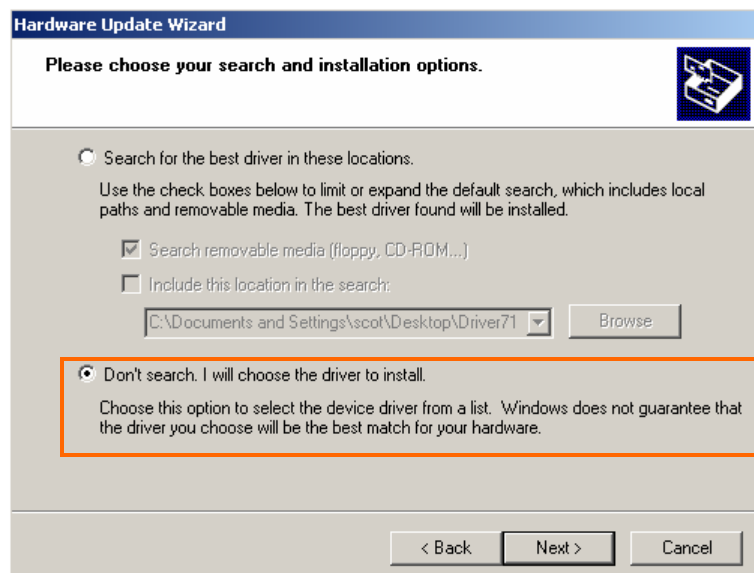 Hardware Update Wizard
Please choose your search and installation options.
Search for the best driver in these locations.
Use the check boxes below to limit or expand the default search, which includes local
paths and removable media. The best driver found will be installed.
Search removable media (floppy, CD-ROM...)
Include this location in the search:
C:\Documents and Settings\scot\Desktop\Driver71
Browse
Don't search. I will choose the driver to install.
Choose this option to select the device driver from a list. Windows does not guarantee that
the driver you choose will be the best match for your hardware.
< Back
Next >
Cancel